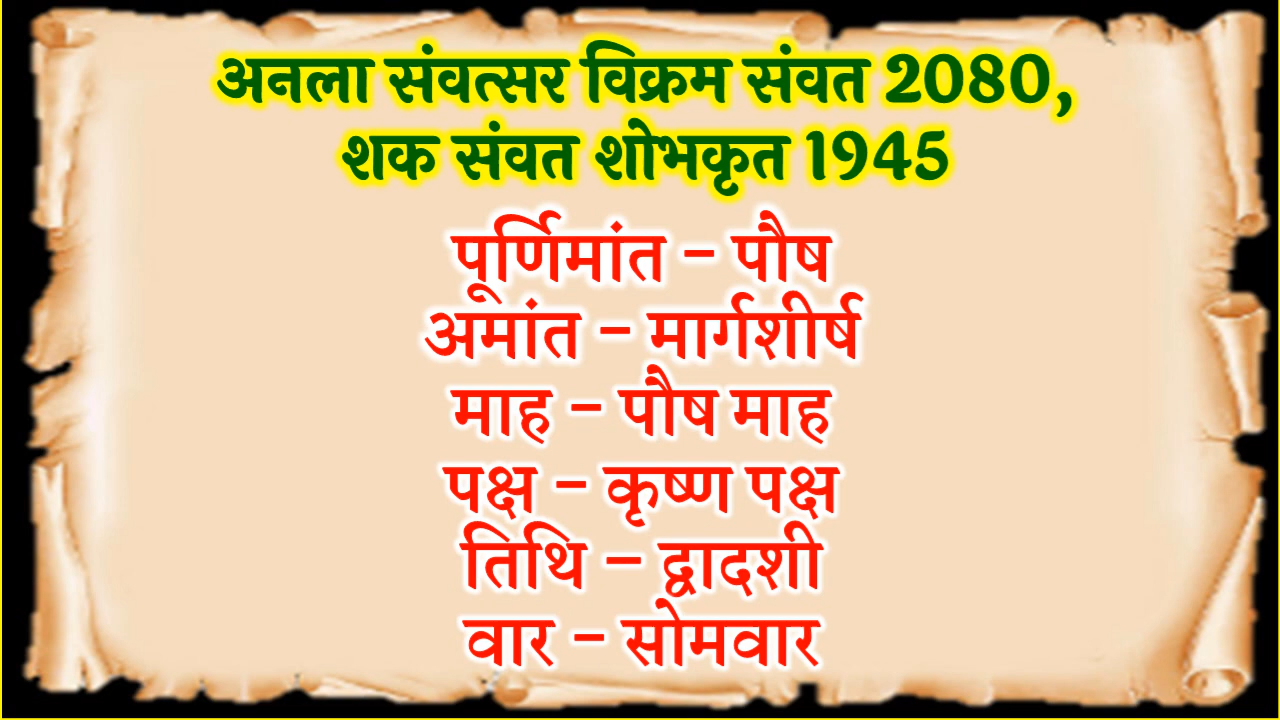 अनला संवत्सर विक्रम संवत 2080,
शक संवत शोभकृत 1945
पूर्णिमांत – पौष
अमांत – मार्गशीर्ष
माह – पौष माह
पक्ष – कृष्ण पक्ष
तिथि – द्वादशी
वार – सोमवार